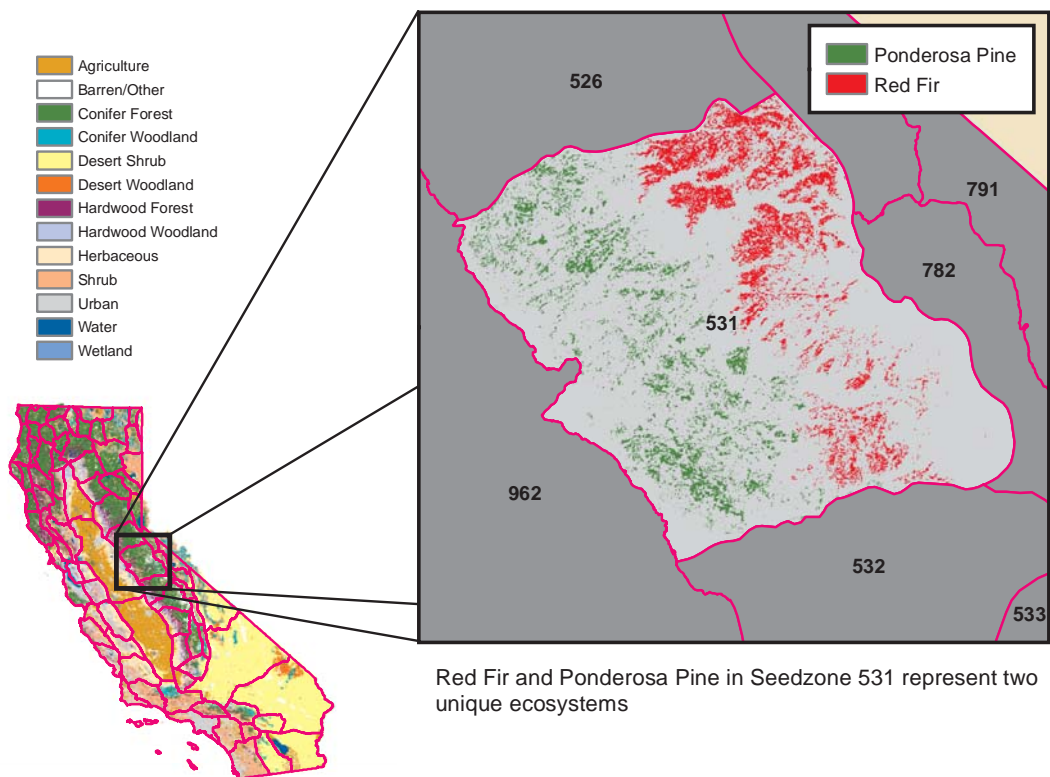 Agriculture
Barren/Other
Conifer Forest
Conifer Woodland
Desert Shrub
Desert Woodland
Hardwood Forest
Hardwood Woodland
Herbaceous
Shrub
Urban
Water
Wetland
Ponderosa Pine
Red Fir
526
791
782
531
962
532
533
Red Fir and Ponderosa Pine in Seedzone 531 represent two
unique ecosystems